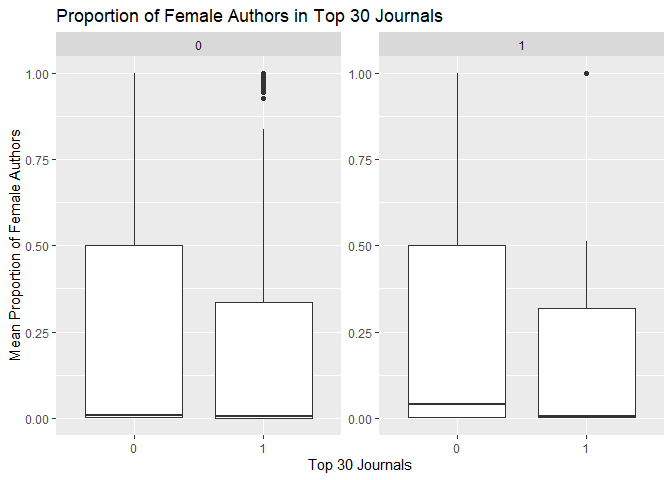 Proportion of Female Authors in Top 30 Journals
0 1
Mean Proportion of Female Authors
1.00 1.00
0.75 0.75
0.50 0.50
0.25 0.25
0.00 0.00
0 1 0 1
Top 30 Journals